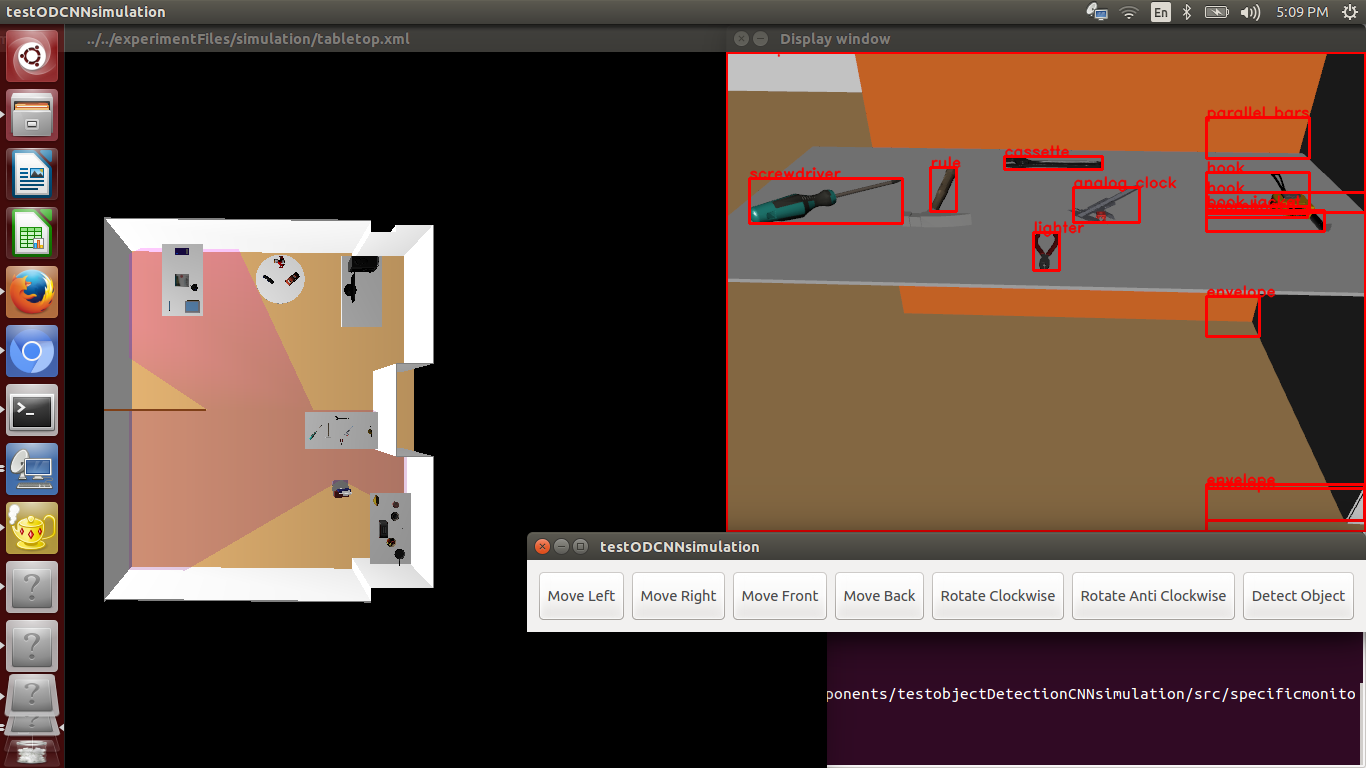 testODCNNsimulation
En
5:09 PM
../../experimentFiles/simulation/tabletop.xml
Display window
parallel_bars
cassette
rule
hook
screwdriver
analog_clock
hook
lighter
envelope
envelope
testODCNNsimulation
Move Left
Move Right
Move Front
Move Back
Rotate Clockwise
Rotate Anti Clockwise
Detect Object
ponents/testobjectDetectionCNNsimulation/src/specificmonito